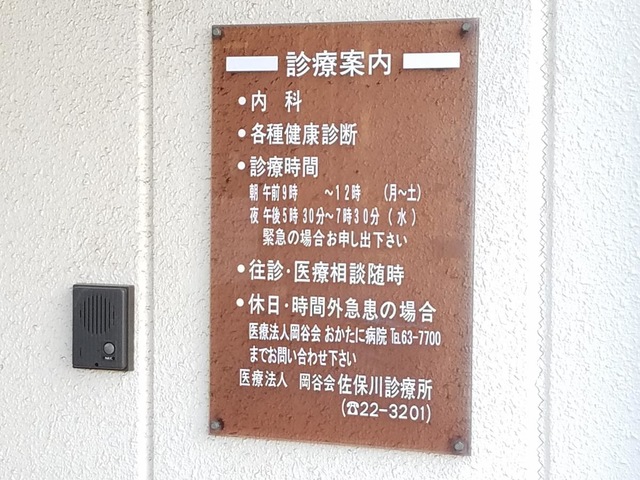 診療案内
•内 科
•各種健康診断
•診療時間
朝 午前9時 〜12時 (月〜土)
夜 午後5時30分〜7時30分 (水)
緊急の場合お申し出下さい
•往診・医療相談随時
•休日・時間外急患の場合
医療法人岡谷会 おかたに病院 ℡63-7700
までお問い合わせ下さい
医療法人 岡谷会 佐保川診療所
(☎22-3201)